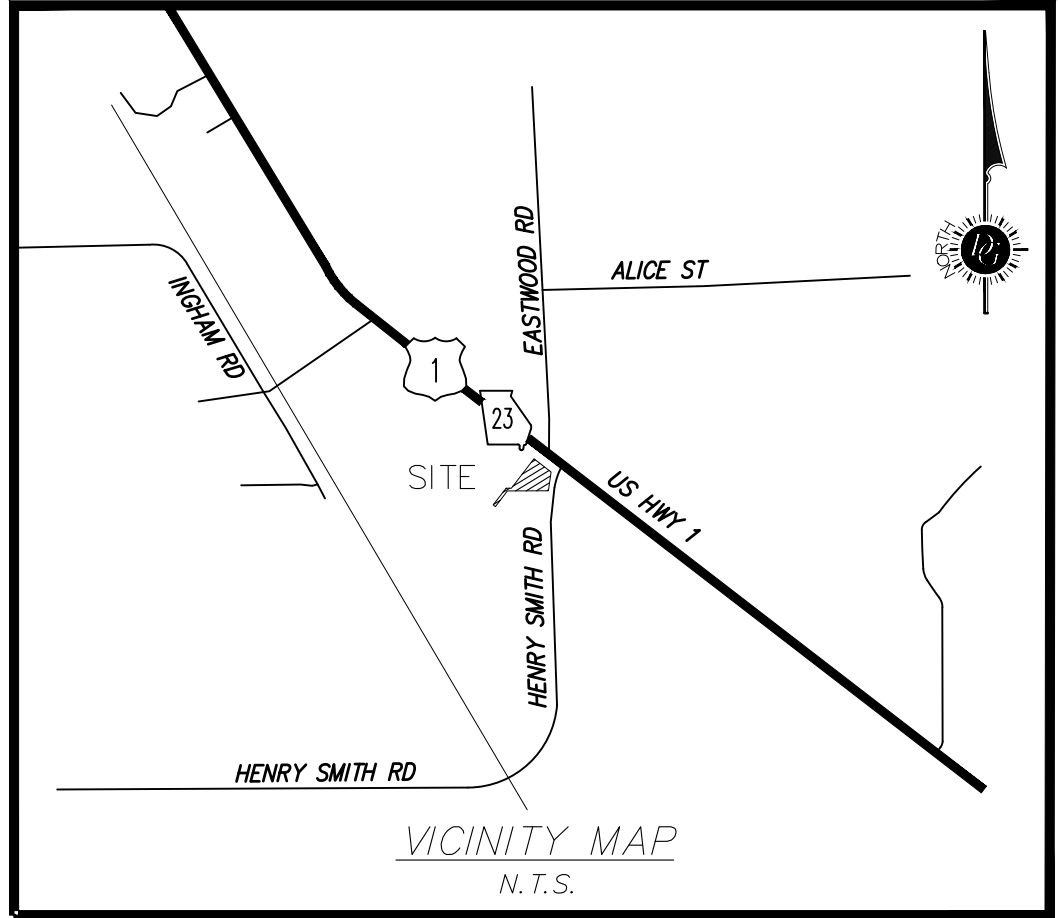 EASTWOOD RD
NORTH
DG
ALICE ST
INGHAM RD
1
23
SITE
US HWY 1
HENRY SMITH RD
HENRY SMITH RD
VICINITY MAP
N.T.S.